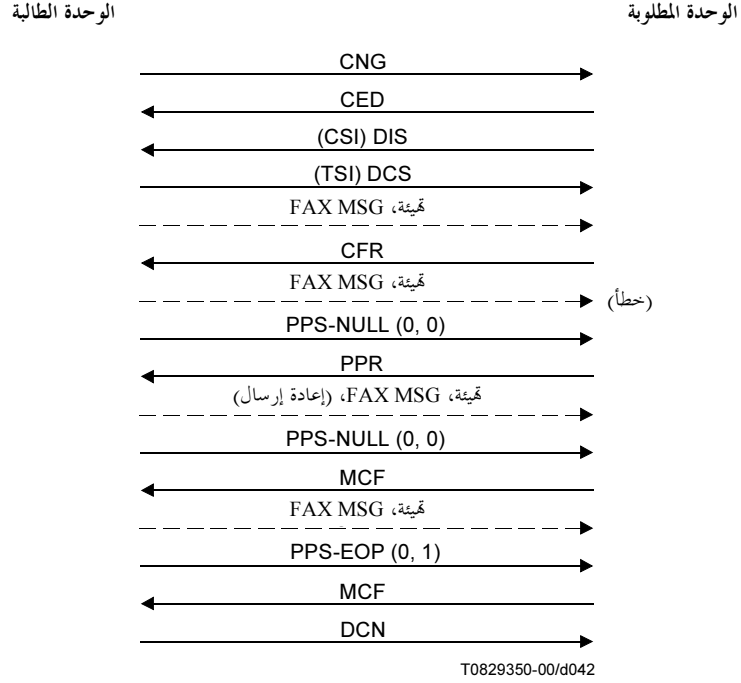 الوحدة الطالبة
الوحدة المطلوبة
CNG
CED
(CSI) DIS
(TSI) DCS
تهيئة، FAX MSG
CFR
تهيئة، FAX MSG
(خطأ)
PPS-NULL (0, 0)
PPR
تهيئة، FAX MSG، (إعادة إرسال)
PPS-NULL (0, 0)
MCF
تهيئة، FAX MSG
PPS-EOP (0, 1)
MCF
DCN
T0829350-00/d042